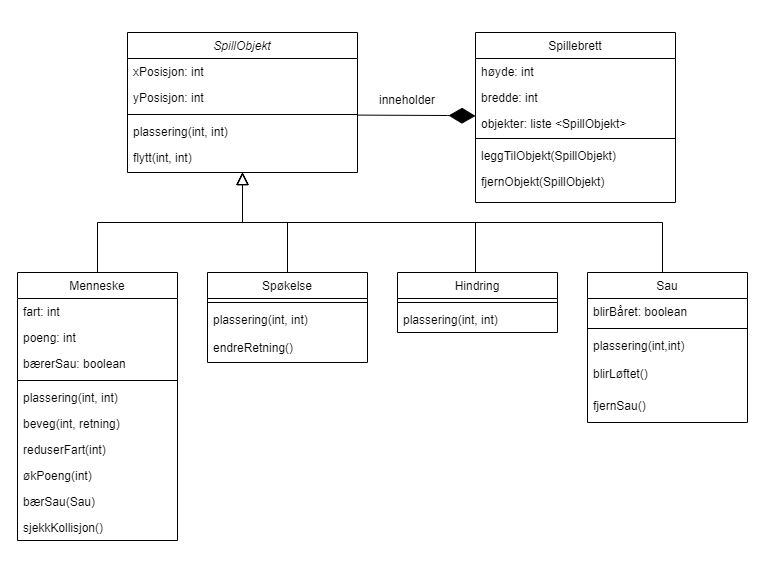 SpillObjekt
xPosisjon: int
yPosisjon: int
plassering(int, int)
flytt(int, int)
inneholder
Spillebrett
høyde: int
bredde: int
objekter: liste <SpillObjekt>
leggTilObjekt(SpillObjekt)
fjernObjekt(SpillObjekt)
Menneske
fart: int
poeng: int
bærerSau: boolean
plassering(int, int)
beveg(int, retning)
reduserFart(int)
økPoeng(int)
bærSau(Sau)
sjekkKollisjon()
Spøkelse
plassering(int, int)
endreRetning()
Hindring
plassering(int, int)
Sau
blirBåret: boolean
plassering(int,int)
blirLøftet()
fjernSau()